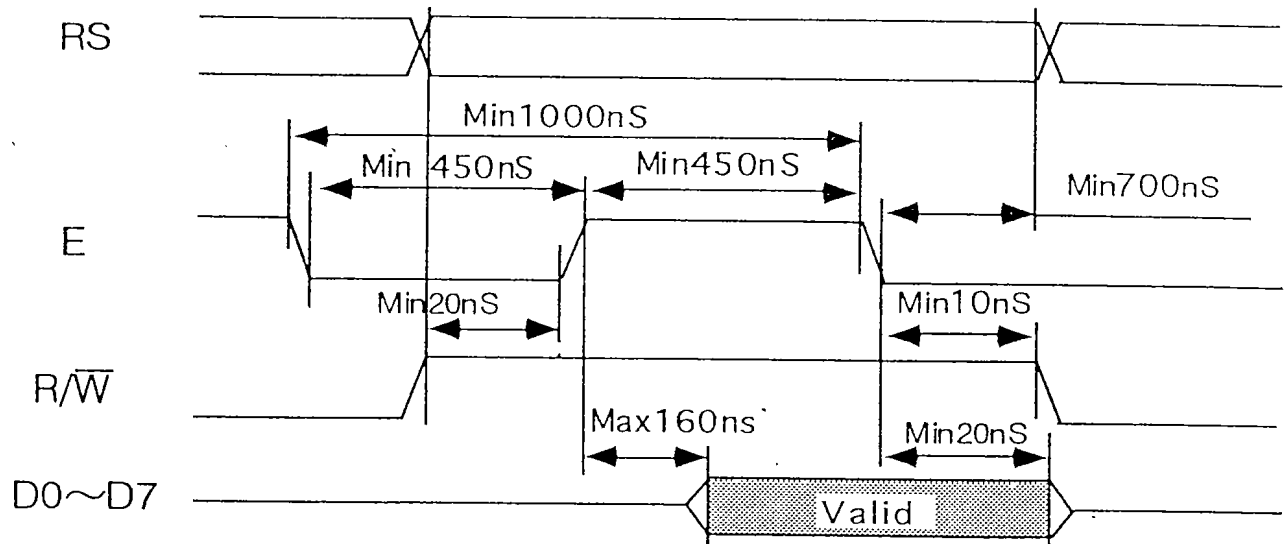 RS
Min1000nS
Min 450nS
Min450nS
Min700nS
E
Min20nS
Min10nS
R/W̅
Max160ns
Min20nS
D0～D7
Valid